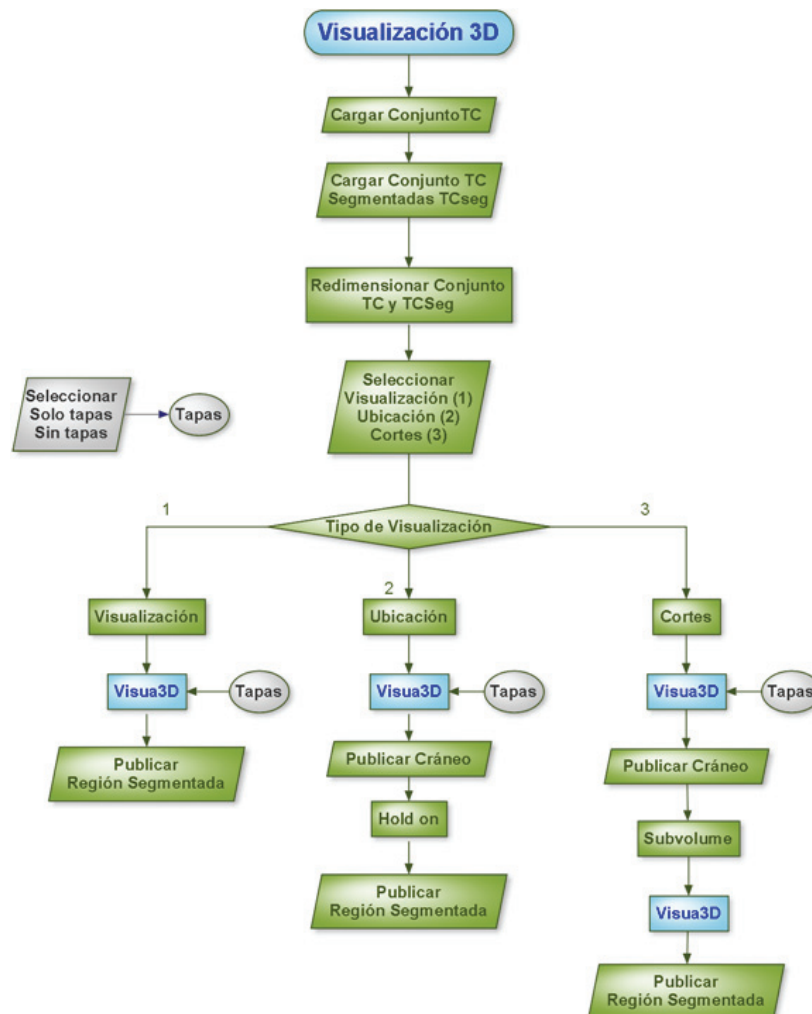 Visualización 3D
Cargar ConjuntoTC
Cargar Conjunto TC
Segmentadas TCseg
Redimensionar Conjunto
TC y TCSeg
Seleccionar
Solo tapas
Sin tapas
Tapas
Seleccionar
Visualización (1)
Ubicación (2)
Cortes (3)
Tipo de Visualización
1
2
3
Visualización
Visua3D
Tapas
Publicar
Región Segmentada
Ubicación
Visua3D
Tapas
Publicar Cráneo
Hold on
Publicar
Región Segmentada
Cortes
Visua3D
Tapas
Publicar Cráneo
Subvolume
Visua3D
Publicar
Región Segmentada